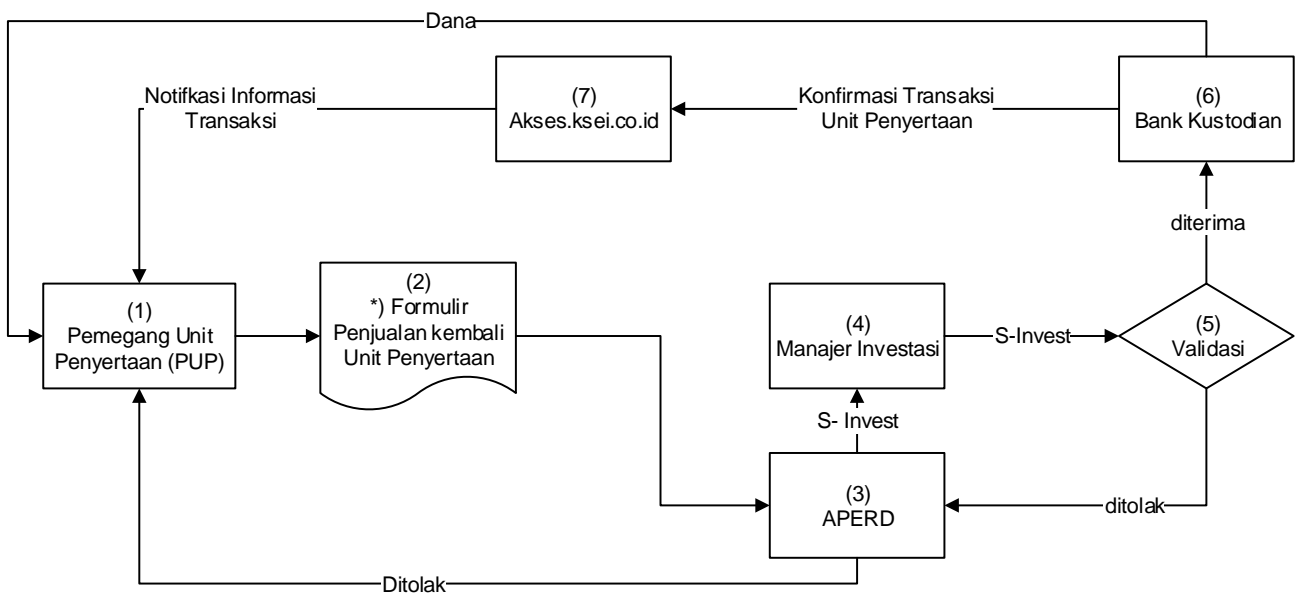 Dana
Notifkasi Informasi
Transaksi
(7)
Akses.ksei.co.id
Konfirmasi Transaksi
Unit Penyertaan
(6)
Bank Kustodian
diterima
(1)
Pemegang Unit
Penyertaan (PUP)
(2)
*) Formulir
Penjualan kembali
Unit Penyertaan
(4)
Manajer Investasi
S-Invest
(5)
Validasi
S- Invest
(3)
APERD
ditolak
Ditolak